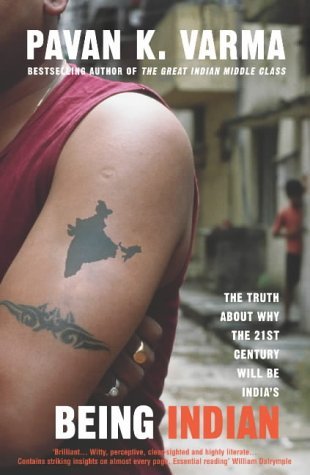 PAVAN K. VARMA
BESTSELLING AUTHOR OF THE GREAT INDIAN MIDDLE CLASS
THE TRUTH
ABOUT WHY
THE 21ST
CENTURY
WILL BE
INDIA'S
BEING INDIAN
'Brilliant... Witty, perceptive, clearsighted and highly literate.
Contains striking insights on almost every page. Essential reading' William Dalrymple